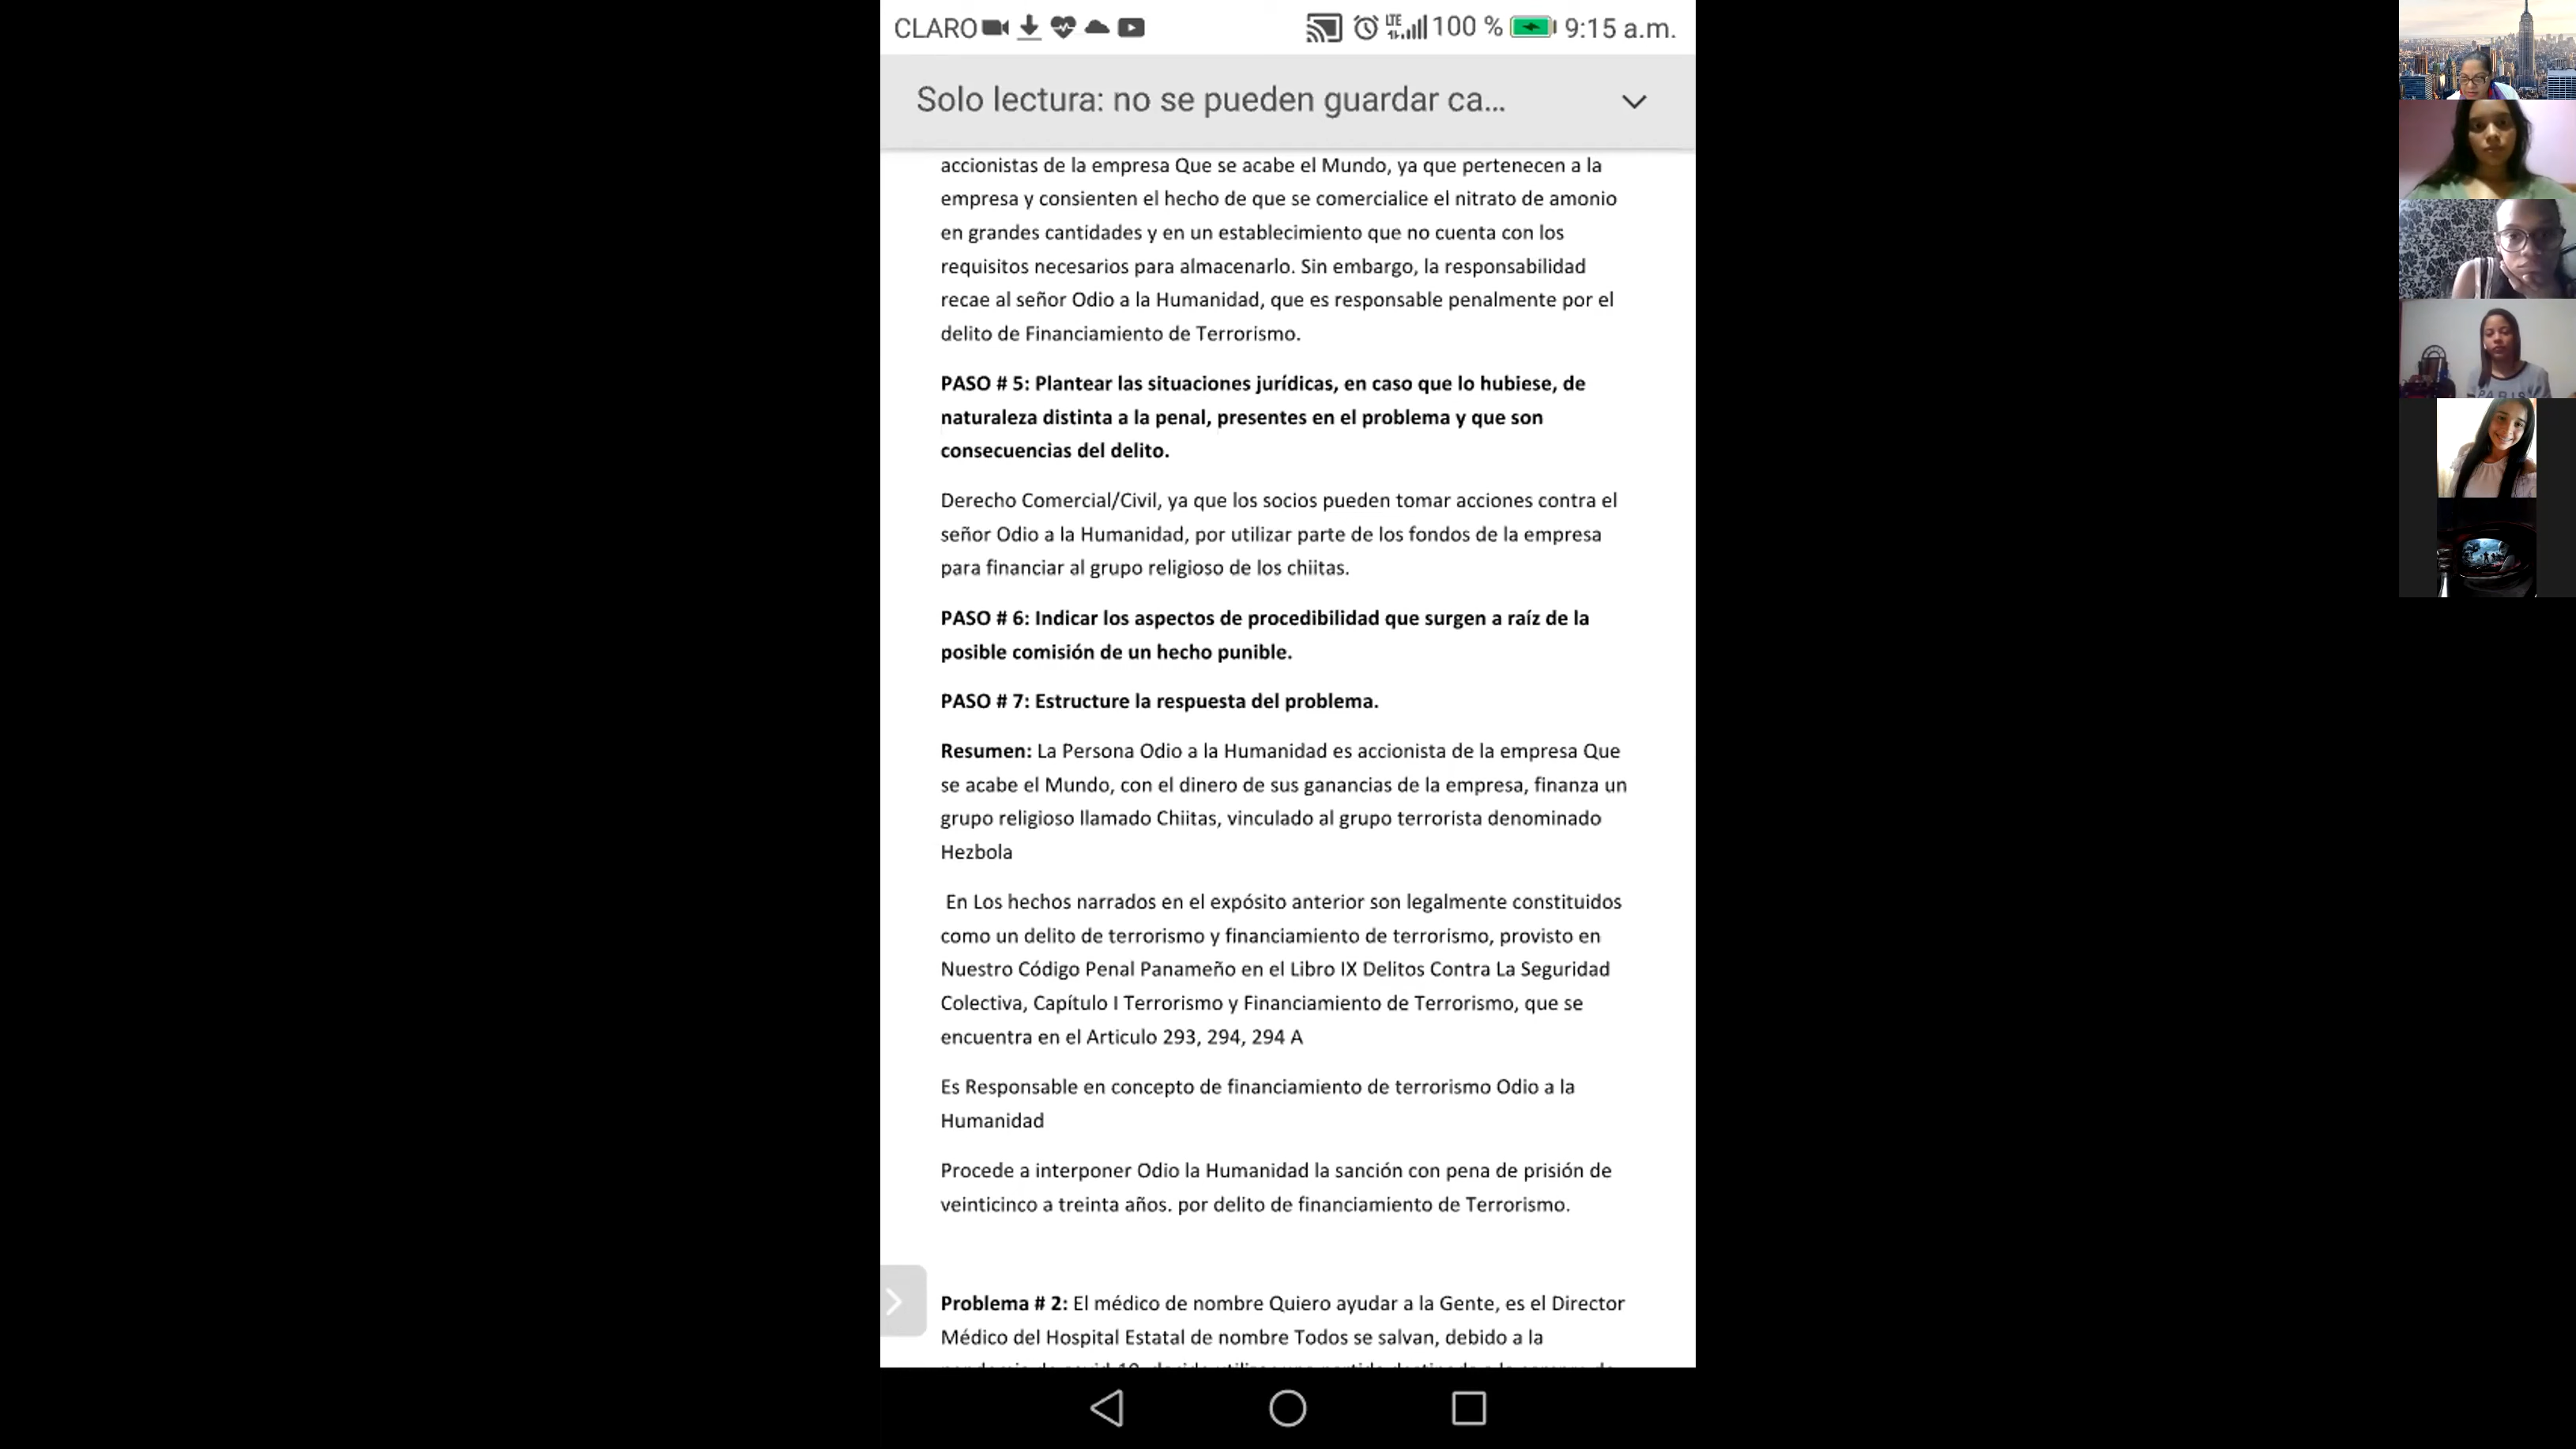 CLARO 100 % 9:15 a.m.
Solo lectura: no se pueden guardar ca...
accionistas de la empresa Que se acabe el Mundo, ya que pertenecen a la
empresa y consienten el hecho de que se comercialice el nitrato de amonio
en grandes cantidades y en un establecimiento que no cuenta con los
requisitos necesarios para almacenarlo. Sin embargo, la responsabilidad
recae al señor Odio a la Humanidad, que es responsable penalmente por el
delito de Financiamiento de Terrorismo.
PASO # 5: Plantear las situaciones jurídicas, en caso que lo hubiese, de
naturaleza distinta a la penal, presentes en el problema y que son
consecuencias del delito.
Derecho Comercial/Civil, ya que los socios pueden tomar acciones contra el
señor Odio a la Humanidad, por utilizar parte de los fondos de la empresa
para financiar al grupo religioso de los chiitas.
PASO # 6: Indicar los aspectos de procedibilidad que surgen a raíz de la
posible comisión de un hecho punible.
PASO # 7: Estructure la respuesta del problema.
Resumen: La Persona Odio a la Humanidad es accionista de la empresa Que
se acabe el Mundo, con el dinero de sus ganancias de la empresa, finanza un
grupo religioso llamado Chiitas, vinculado al grupo terrorista denominado
Hezbola
En Los hechos narrados en el expósito anterior son legalmente constituidos
como un delito de terrorismo y financiamiento de terrorismo, provisto en
Nuestro Código Penal Panameño en el Libro IX Delitos Contra La Seguridad
Colectiva, Capítulo I Terrorismo y Financiamiento de Terrorismo, que se
encuentra en el Articulo 293, 294, 294 A
Es Responsable en concepto de financiamiento de terrorismo Odio a la
Humanidad
Procede a interponer Odio la Humanidad la sanción con pena de prisión de
veinticinco a treinta años. por delito de financiamiento de Terrorismo.
Problema # 2: El médico de nombre Quiero ayudar a la Gente, es el Director
Médico del Hospital Estatal de nombre Todos se salvan, debido a la